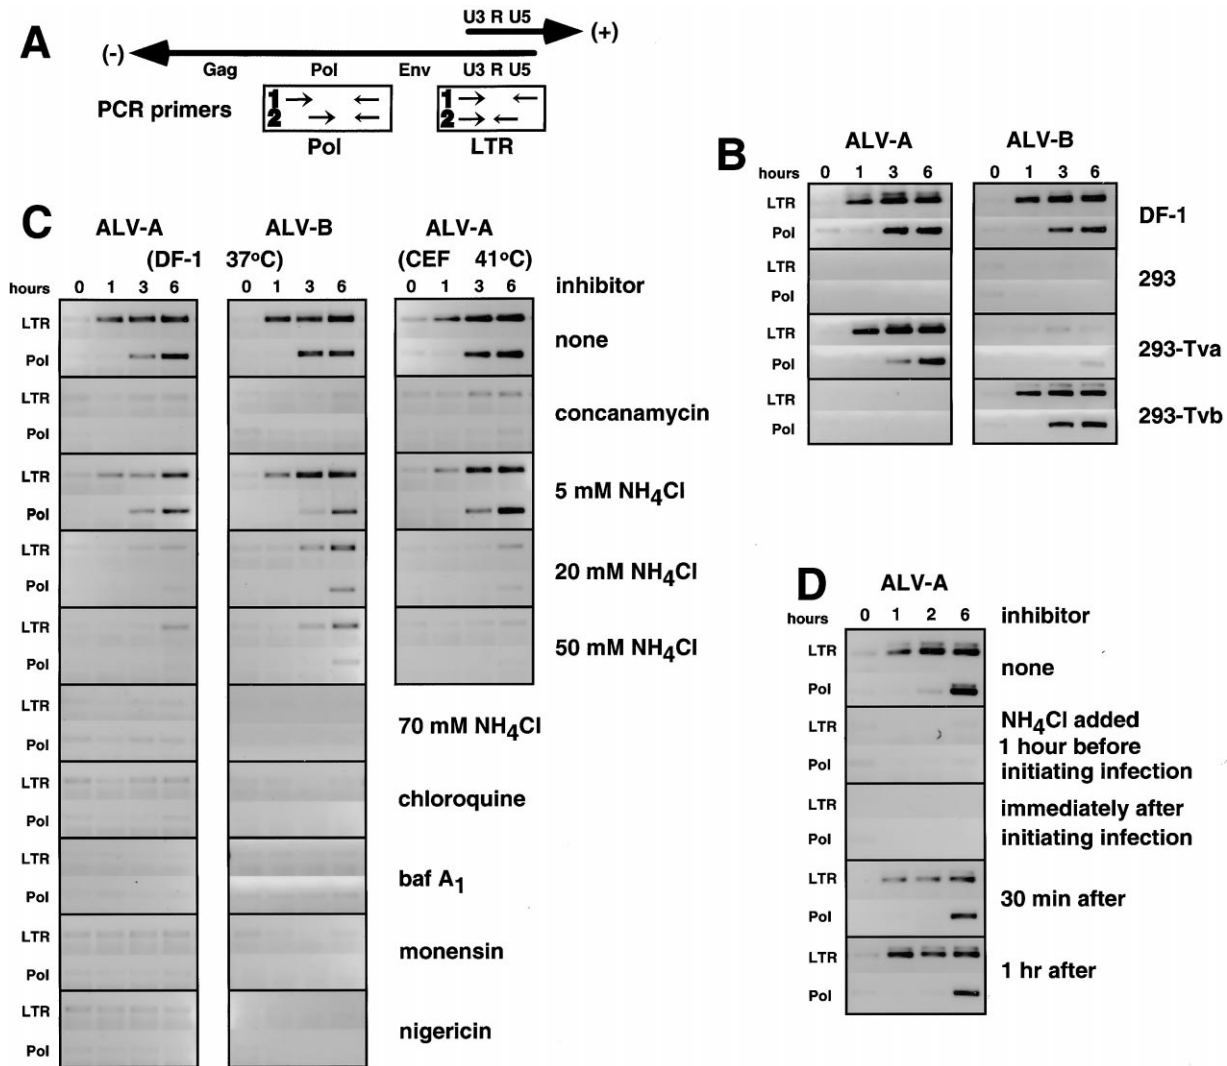 A
U3 R U5
(-)
(+)
Gag Pol Env U3 R U5
PCR primers
1
2
1
2
Pol
LTR
B
ALV-A ALV-B
hours 0 1 3 6 0 1 3 6
LTR
Pol
DF-1
LTR
Pol
293
LTR
Pol
293-Tva
LTR
Pol
293-Tvb
C
ALV-A ALV-B ALV-A
(DF-1 37ºC) (CEF 41ºC)
hours 0 1 3 6 0 1 3 6 0 1 3 6 inhibitor
LTR
Pol
none
LTR
Pol
concanamycin
LTR
Pol
5 mM NH4Cl
LTR
Pol
20 mM NH4Cl
LTR
Pol
50 mM NH4Cl
LTR
Pol
70 mM NH4Cl
LTR
Pol
chloroquine
LTR
Pol
baf A1
LTR
Pol
monensin
LTR
Pol
nigericin
D
ALV-A
hours 0 1 2 6 inhibitor
LTR
Pol
none
LTR
Pol
NH4Cl added
1 hour before
initiating infection
LTR
Pol
immediately after
initiating infection
LTR
Pol
30 min after
LTR
Pol
1 hr after